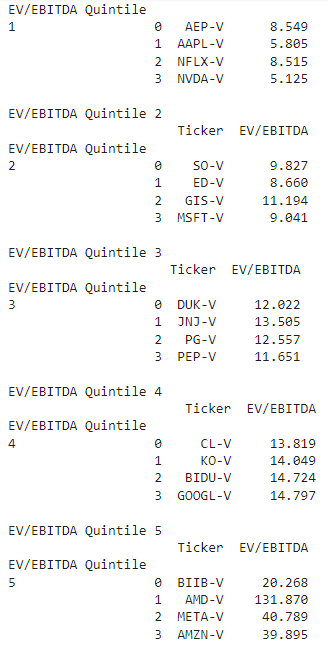 EV/EBITDA Quintile
1 0 AEP-V 8.549
1 AAPL-V 5.805
2 NFLX-V 8.515
3 NVDA-V 5.125
EV/EBITDA Quintile 2
Ticker EV/EBITDA
EV/EBITDA Quintile
2 0 SO-V 9.827
1 ED-V 8.660
2 GIS-V 11.194
3 MSFT-V 9.041
EV/EBITDA Quintile 3
Ticker EV/EBITDA
EV/EBITDA Quintile
3 0 DUK-V 12.022
1 JNJ-V 13.505
2 PG-V 12.557
3 PEP-V 11.651
EV/EBITDA Quintile 4
Ticker EV/EBITDA
EV/EBITDA Quintile
4 0 CL-V 13.819
1 KO-V 14.049
2 BIDU-V 14.724
3 GOOGL-V 14.797
EV/EBITDA Quintile 5
Ticker EV/EBITDA
EV/EBITDA Quintile
5 0 BIIB-V 20.268
1 AMD-V 131.870
2 META-V 40.789
3 AMZN-V 39.895